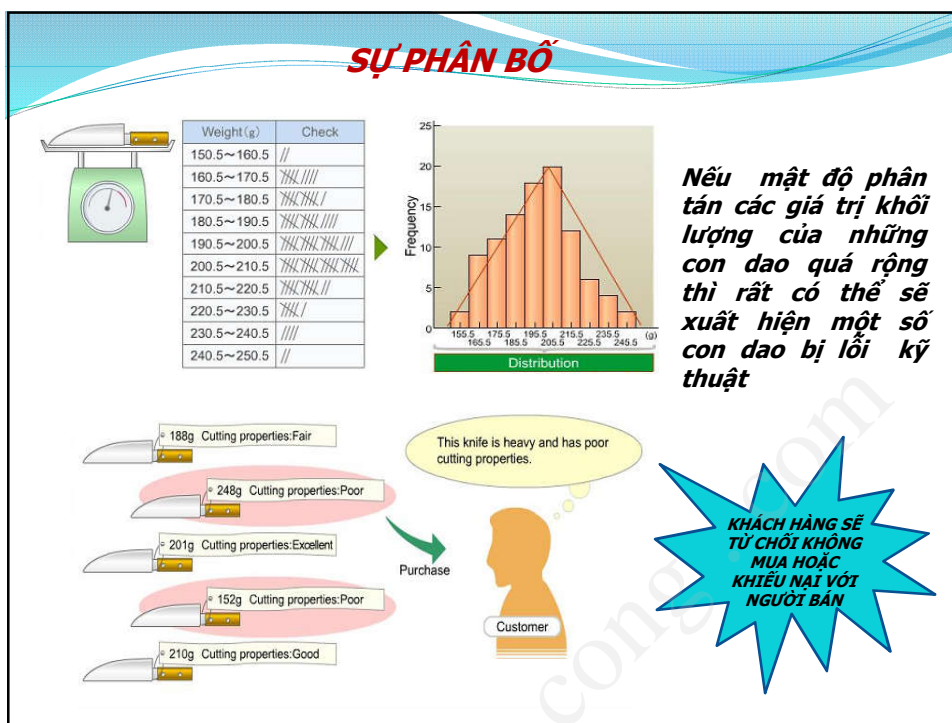 SỰ PHÂN BỐ
Weight(g) Check
150.5～160.5
160.5～170.5
170.5～180.5
180.5～190.5
190.5～200.5
200.5～210.5
210.5～220.5
220.5～230.5
230.5～240.5
240.5～250.5
Frequency
25
20
15
10
5
0
155.5 175.5 195.5 215.5 235.5 (g)
165.5 185.5 205.5 225.5 245.5
Distribution
Nếu mật độ phân
tán các giá trị khối
lượng của những
con dao quá rộng
thì rất có thể sẽ
xuất hiện một số
con dao bị lỗi kỹ
thuật
188g Cutting properties:Fair
248g Cutting properties:Poor
201g Cutting properties:Excellent
152g Cutting properties:Poor
210g Cutting properties:Good
This knife is heavy and has poor
cutting properties.
Purchase
Customer
KHÁCH HÀNG SẼ
TỪ CHỐI KHÔNG
MUA HOẶC
KHIẾU NẠI VỚI
NGƯỜI BÁN
cong.com